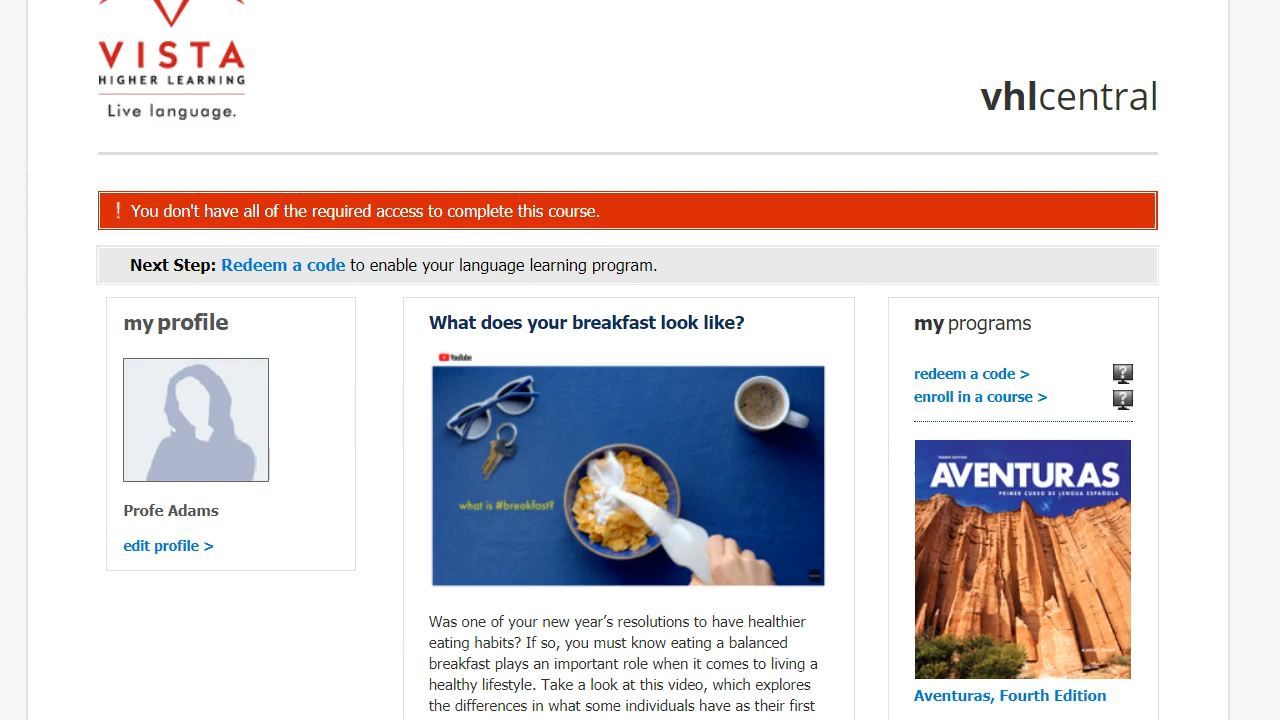 VISTA
HIGHER LEARNING
Live language.
vhlcentral
! You don't have all of the required access to complete this course.
Next Step: Redeem a code to enable your language learning program.
my profile
Profe Adams
edit profile >
What does your breakfast look like?
YouTube
what is #breakfast?
Was one of your new year’s resolutions to have healthier
eating habits? If so, you must know eating a balanced
breakfast plays an important role when it comes to living a
healthy lifestyle. Take a look at this video, which explores
the differences in what some individuals have as their first
my programs
redeem a code >
?
enroll in a course >
?
FOURTH EDITION
AVENTURAS
PRIMER CURSO DE LENGUA ESPAÑOLA
Aventuras, Fourth Edition